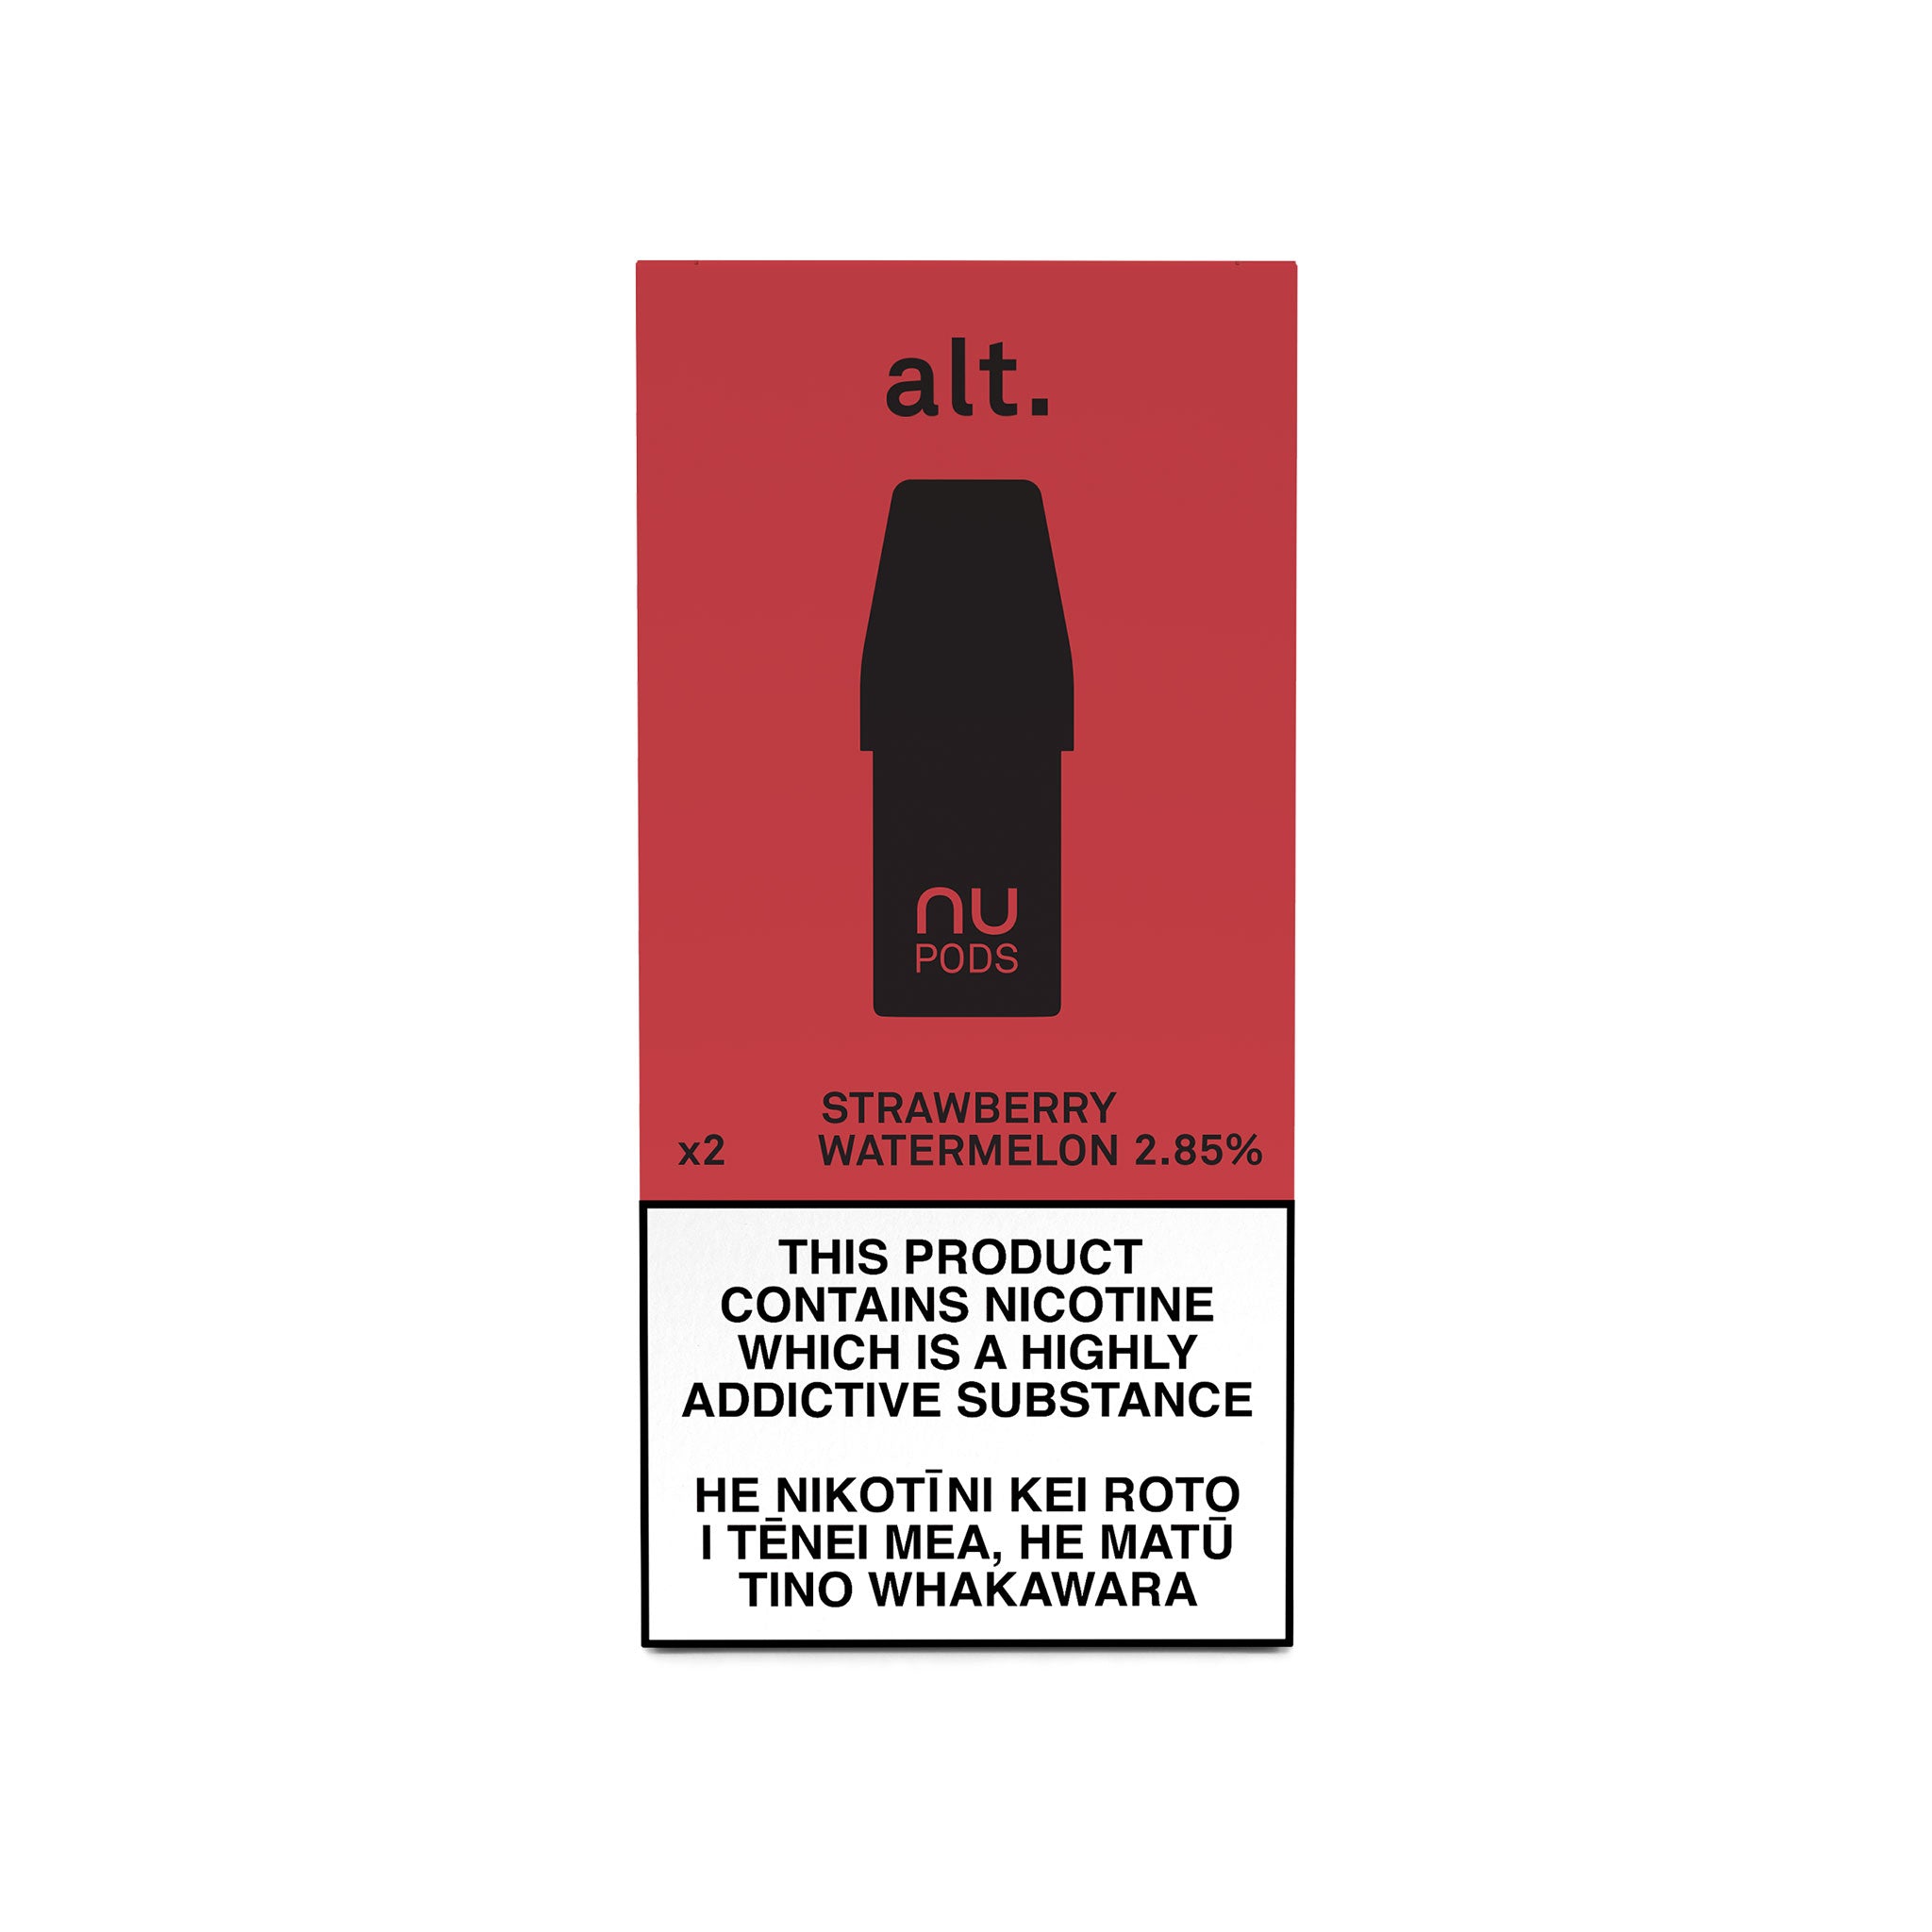 alt.
nu
PODS
STRAWBERRY
x2 WATERMELON 2.85%
THIS PRODUCT
CONTAINS NICOTINE
WHICH IS A HIGHLY
ADDICTIVE SUBSTANCE
HE NIKOTĪNI KEI ROTO
I TĒNEI MEA, HE MATŪ
TINO WHAKAWARA